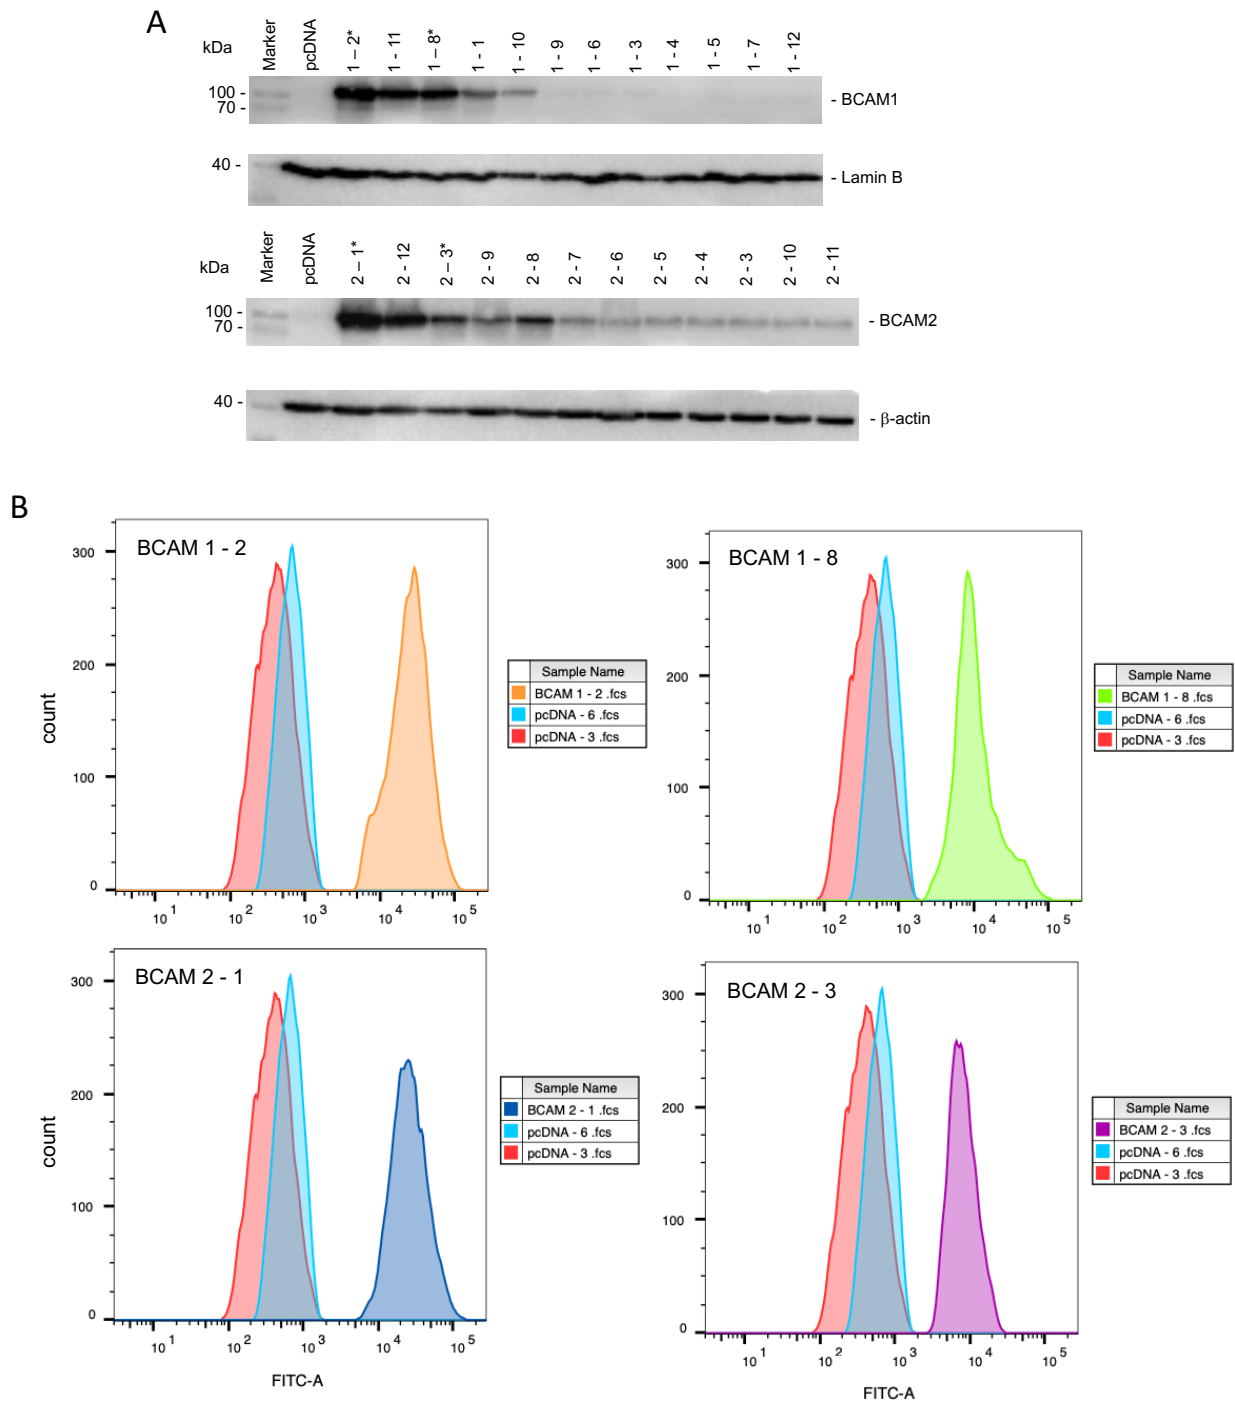 A
kDa
Marker
pcDNA
1 – 2*
1 - 11
1 – 8*
1 - 1
1 - 10
1 - 9
1 - 6
1 - 3
1 - 4
1 - 5
1 - 7
1 - 12
100 -
70 -
- BCAM1
40 -
- Lamin B
kDa
Marker
pcDNA
2 – 1*
2 - 12
2 – 3*
2 - 9
2 - 8
2 - 7
2 - 6
2 - 5
2 - 4
2 - 3
2 - 10
2 - 11
100 -
70 -
- BCAM2
40 -
- β-actin
B
BCAM 1 - 2
300
200
100
0
count
10^1 10^2 10^3 10^4 10^5
Sample Name
BCAM 1 - 2 .fcs
pcDNA - 6 .fcs
pcDNA - 3 .fcs
BCAM 1 - 8
300
200
100
0
10^1 10^2 10^3 10^4 10^5
Sample Name
BCAM 1 - 8 .fcs
pcDNA - 6 .fcs
pcDNA - 3 .fcs
BCAM 2 - 1
300
200
100
0
count
10^1 10^2 10^3 10^4 10^5
FITC-A
Sample Name
BCAM 2 - 1 .fcs
pcDNA - 6 .fcs
pcDNA - 3 .fcs
BCAM 2 - 3
300
200
100
0
10^1 10^2 10^3 10^4 10^5
FITC-A
Sample Name
BCAM 2 - 3 .fcs
pcDNA - 6 .fcs
pcDNA - 3 .fcs